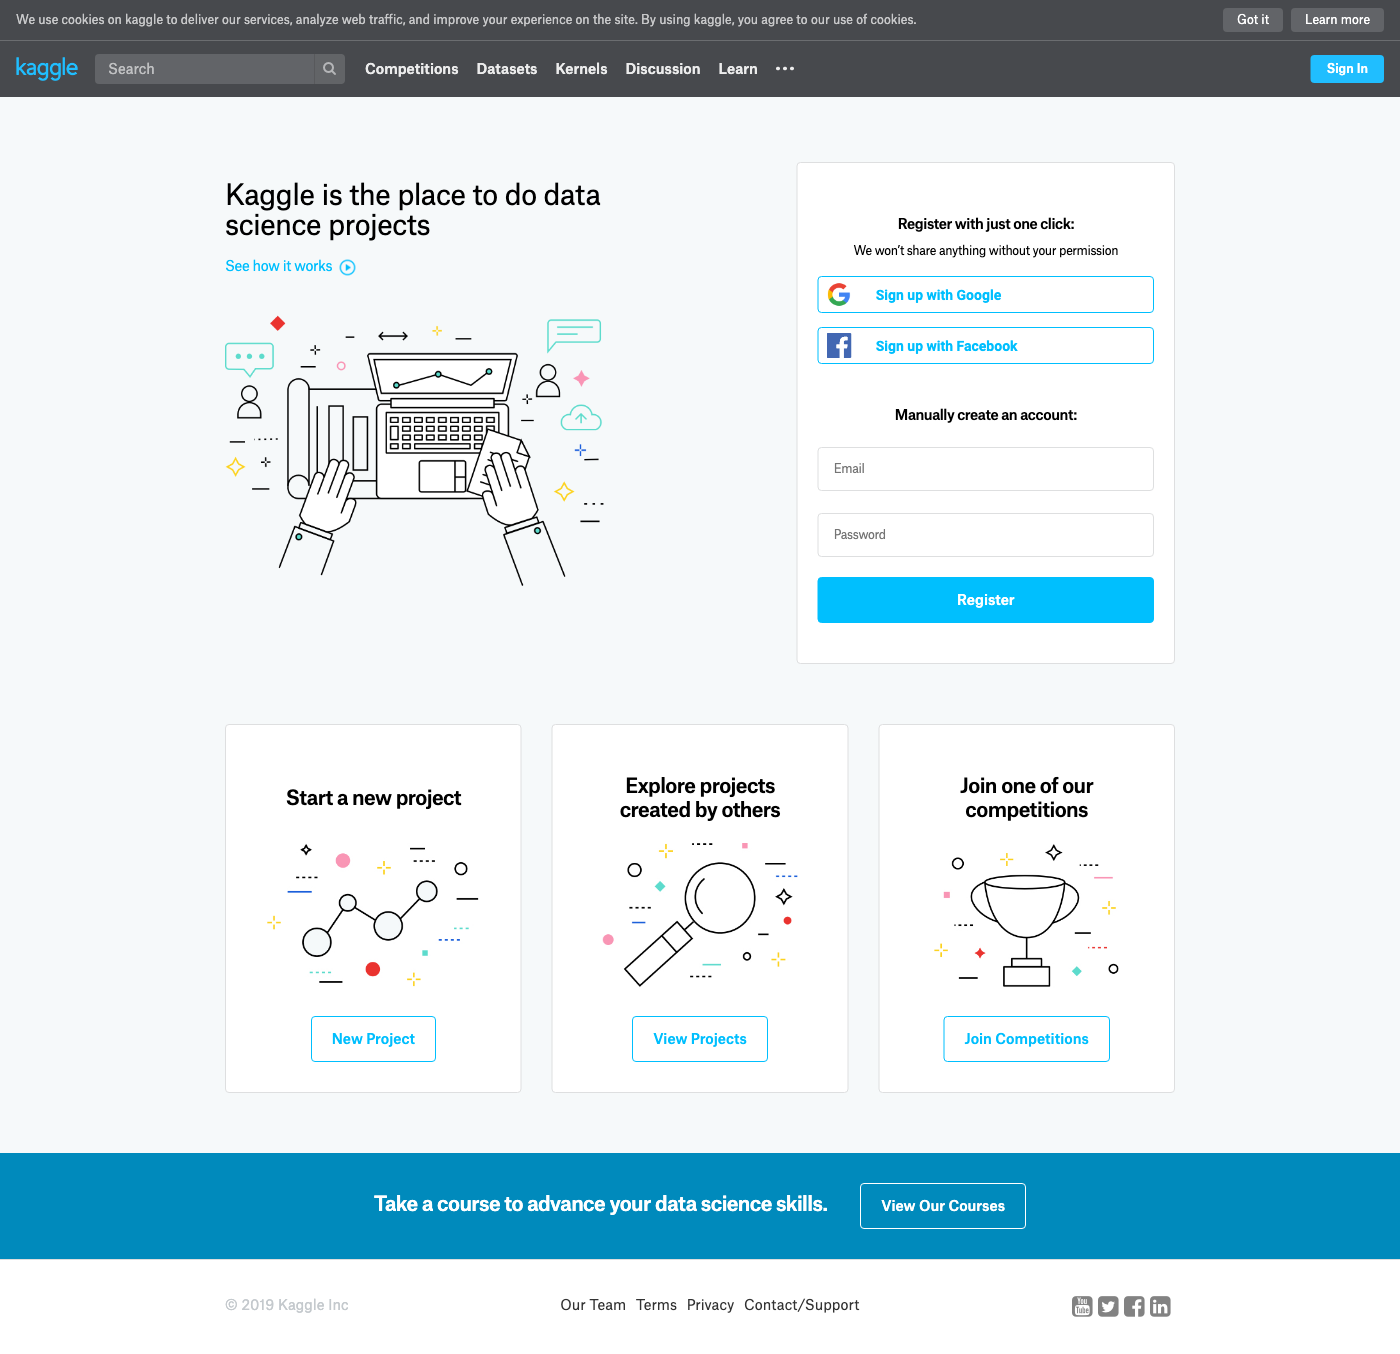 We use cookies on kaggle to deliver our services, analyze web traffic, and improve your experience on the site. By using kaggle, you agree to our use of cookies.
Got it
Learn more
kaggle
Search
Competitions
Datasets
Kernels
Discussion
Learn
Sign In
Kaggle is the place to do data
science projects
See how it works
Register with just one click:
We won't share anything without your permission
Sign up with Google
Sign up with Facebook
Manually create an account:
Email
Password
Register
Start a new project
New Project
Explore projects
created by others
View Projects
Join one of our
competitions
Join Competitions
Take a course to advance your data science skills.
View Our Courses
© 2019 Kaggle Inc
Our Team
Terms
Privacy
Contact/Support
You
Tube
in